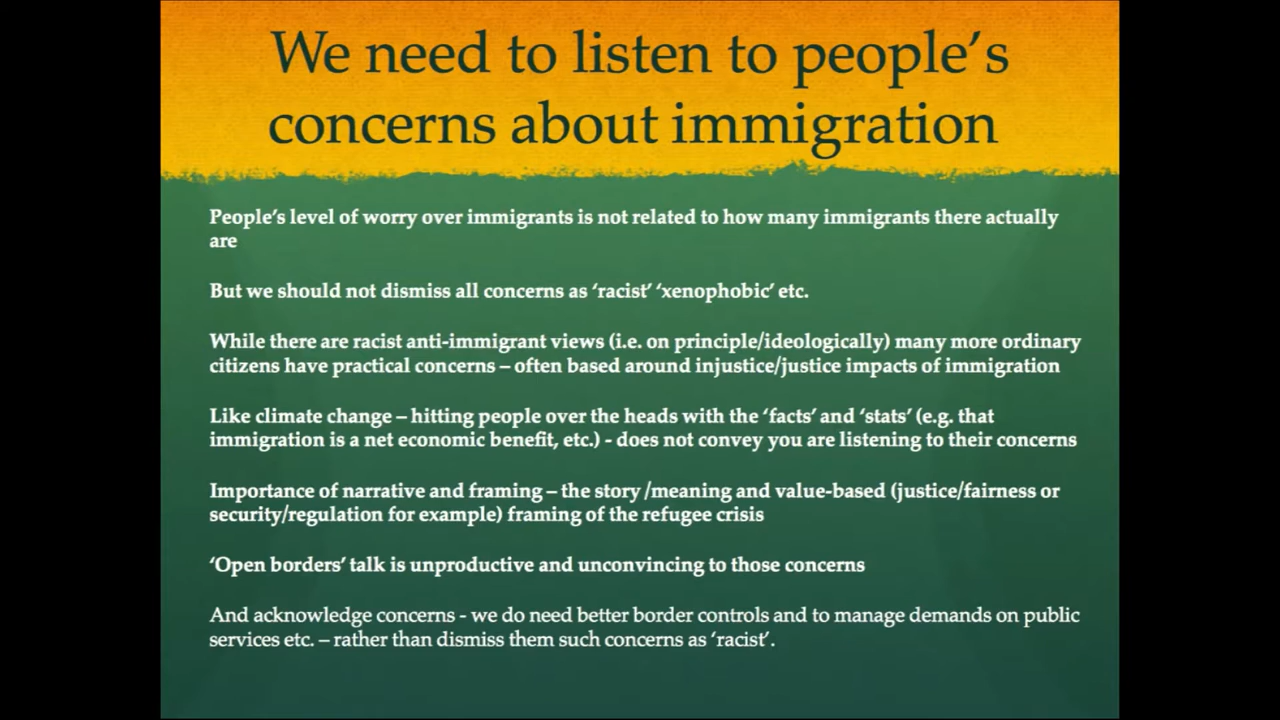 We need to listen to people’s
concerns about immigration
People’s level of worry over immigrants is not related to how many immigrants there actually
are
But we should not dismiss all concerns as ‘racist’ ‘xenophobic’ etc.
While there are racist anti-immigrant views (i.e. on principle/ideologically) many more ordinary
citizens have practical concerns – often based around injustice/justice impacts of immigration
Like climate change – hitting people over the heads with the ‘facts’ and ‘stats’ (e.g. that
immigration is a net economic benefit, etc.) - does not convey you are listening to their concerns
Importance of narrative and framing – the story /meaning and value-based (justice/fairness or
security/regulation for example) framing of the refugee crisis
‘Open borders’ talk is unproductive and unconvincing to those concerns
And acknowledge concerns - we do need better border controls and to manage demands on public
services etc. – rather than dismiss them such concerns as ‘racist’.